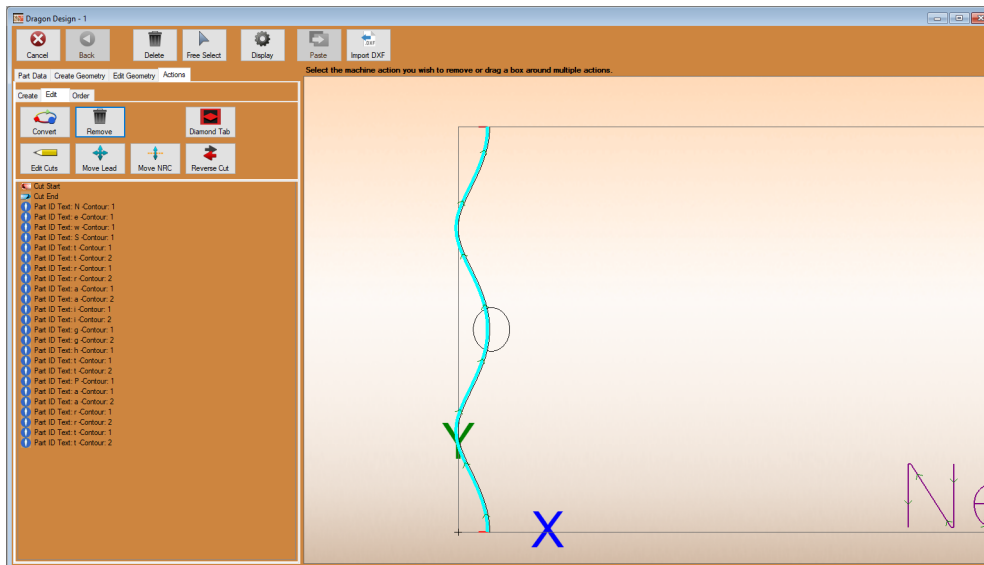 Dragon Design - 1
Cancel Back Delete Free Select Display Paste DXF Import DXF
Part Data Create Geometry Edit Geometry Actions
Select the machine action you wish to remove or drag a box around multiple actions.
Create Edit Order
Convert Remove Diamond Tab
Edit Cuts Move Lead Move NRC Reverse Cut
Cut Start
Cut End
Part ID Text: N -Contour: 1
Part ID Text: e -Contour: 1
Part ID Text: w -Contour: 1
Part ID Text: S -Contour: 1
Part ID Text: t -Contour: 1
Part ID Text: t -Contour: 2
Part ID Text: r -Contour: 1
Part ID Text: r -Contour: 2
Part ID Text: a -Contour: 1
Part ID Text: a -Contour: 2
Part ID Text: i -Contour: 1
Part ID Text: i -Contour: 2
Part ID Text: g -Contour: 1
Part ID Text: g -Contour: 2
Part ID Text: h -Contour: 1
Part ID Text: t -Contour: 1
Part ID Text: t -Contour: 2
Part ID Text: P -Contour: 1
Part ID Text: a -Contour: 1
Part ID Text: a -Contour: 2
Part ID Text: r -Contour: 1
Part ID Text: r -Contour: 2
Part ID Text: t -Contour: 1
Part ID Text: t -Contour: 2
Y
X
Ne